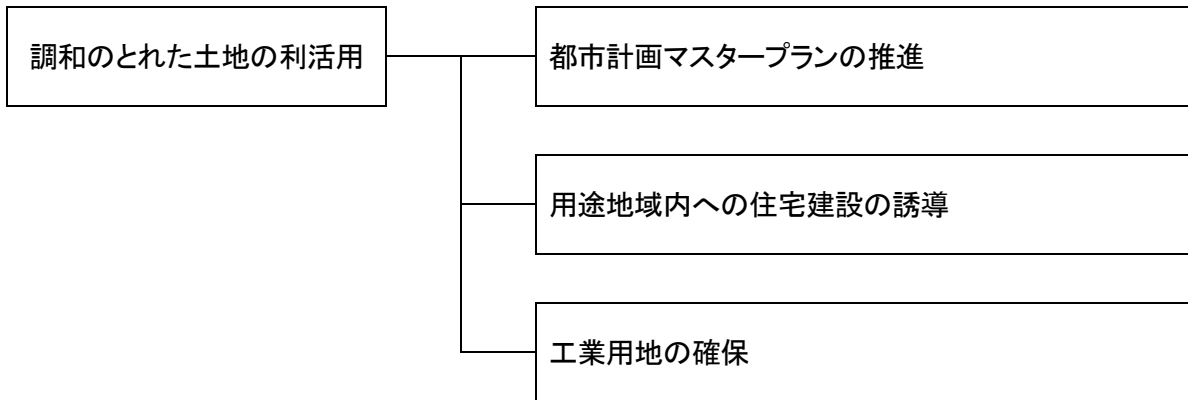 調和のとれた土地の利活用
都市計画マスタープランの推進
用途地域内への住宅建設の誘導
工業用地の確保